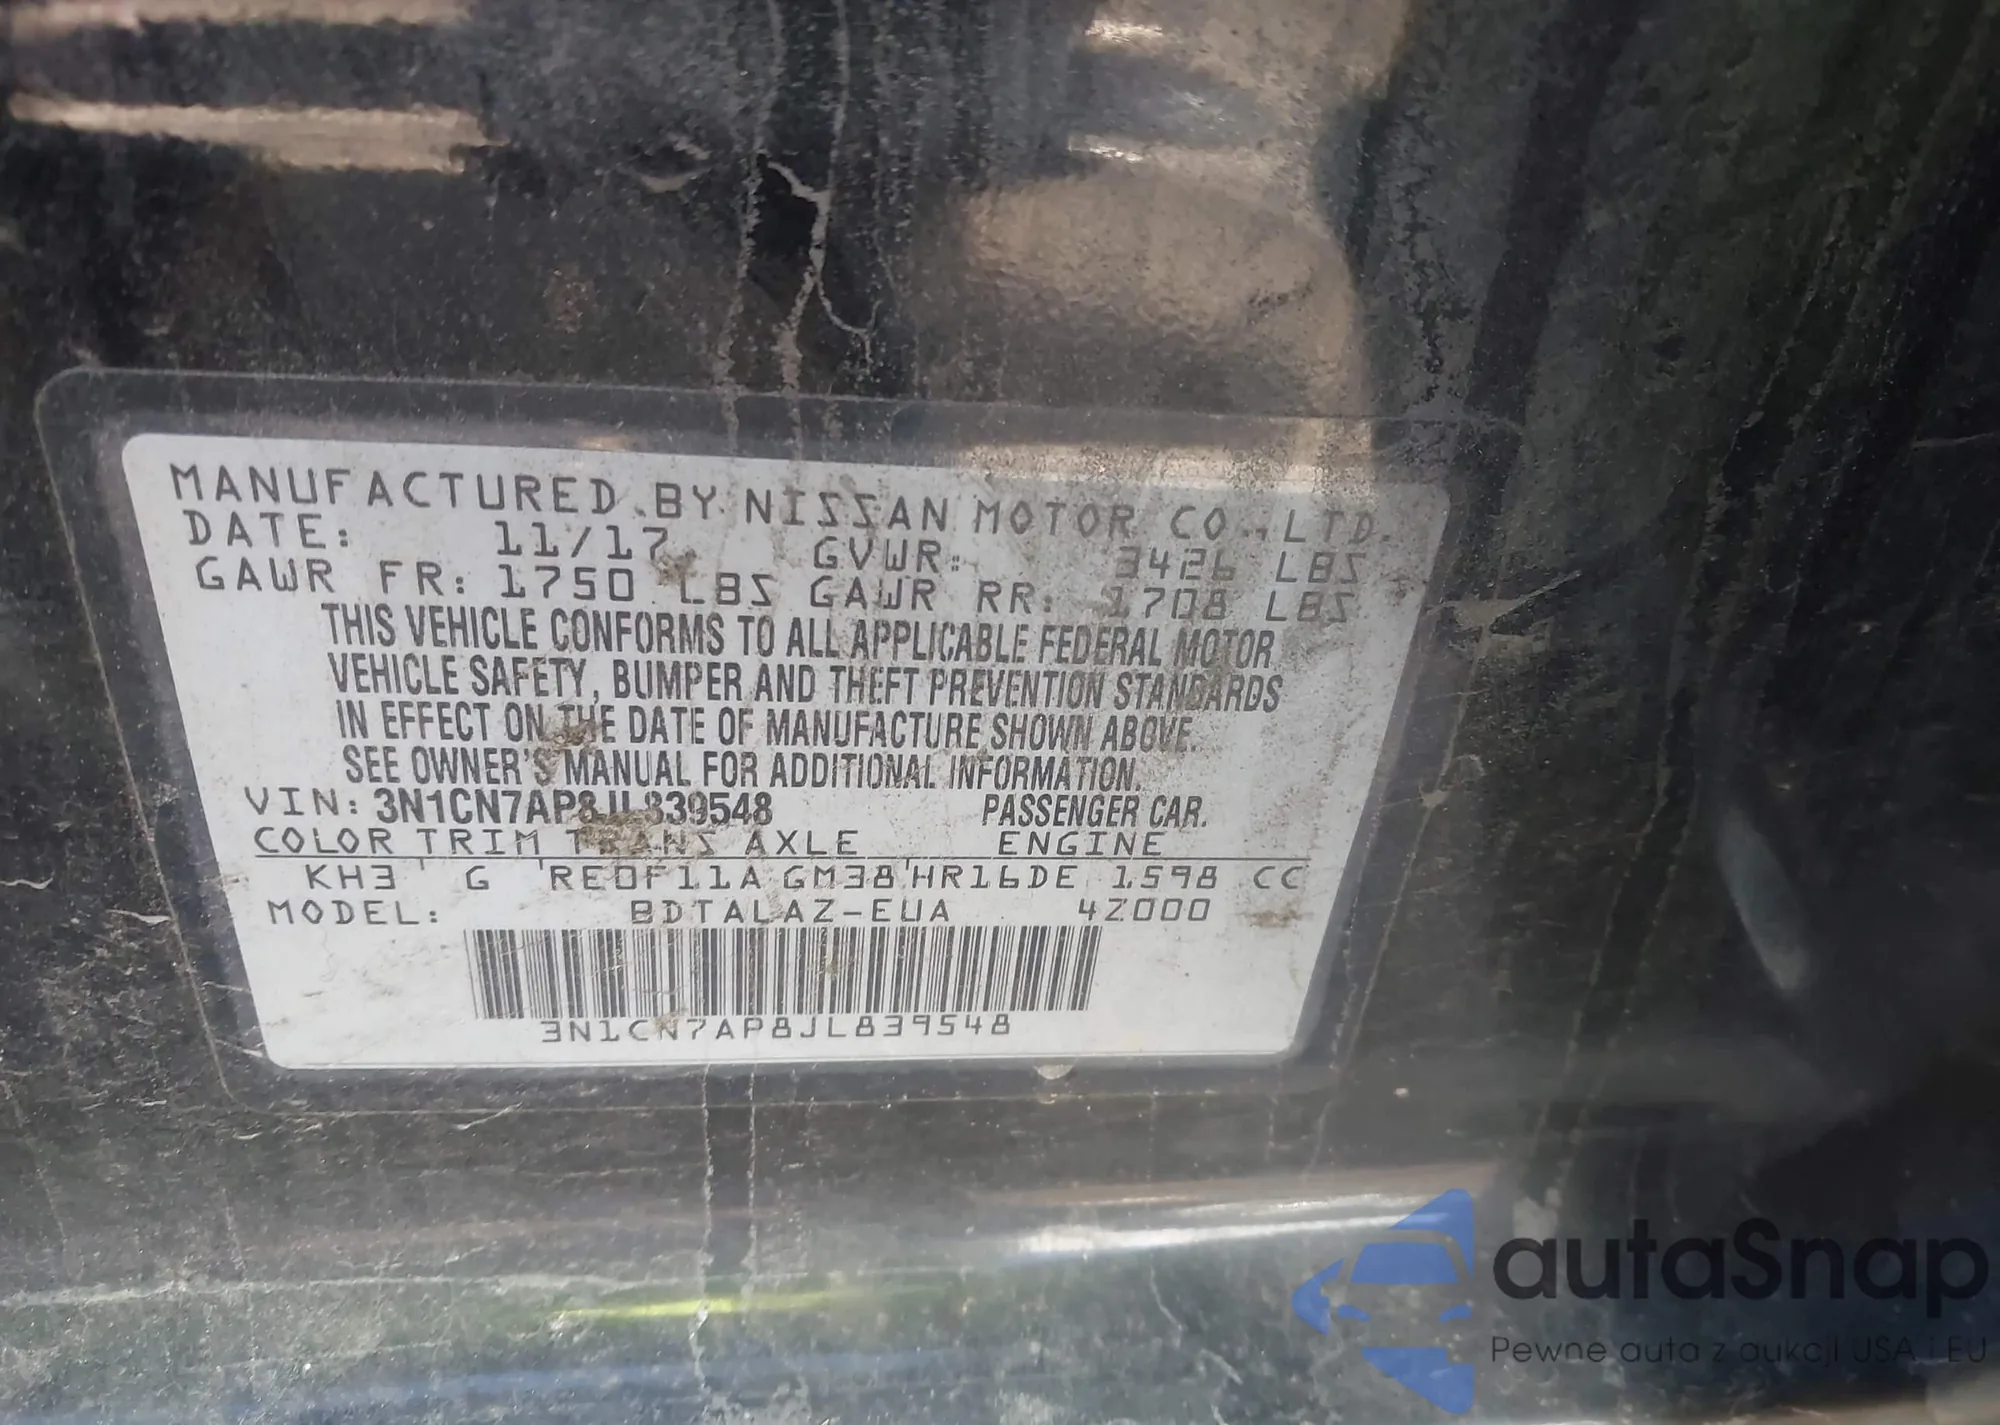 MANUFACTURED BY NISSAN MOTOR CO., LTD.
DATE: 11/17 GVWR: 3426 LBS
GAWR FR: 1750 LBS GAWR RR: 1708 LBS
THIS VEHICLE CONFORMS TO ALL APPLICABLE FEDERAL MOTOR
VEHICLE SAFETY, BUMPER AND THEFT PREVENTION STANDARDS
IN EFFECT ON THE DATE OF MANUFACTURE SHOWN ABOVE.
SEE OWNER'S MANUAL FOR ADDITIONAL INFORMATION.
VIN: 3N1CN7AP8JL839548 PASSENGER CAR.
COLOR TRIM TRANS AXLE ENGINE
KH3 G RE0F11A GM38 HR16DE 1598 CC
MODEL: BDTALAZ-EUA 4Z000
3N1CN7AP8JL839548
autaSnap
Pewne auta z aukcji USA i EU